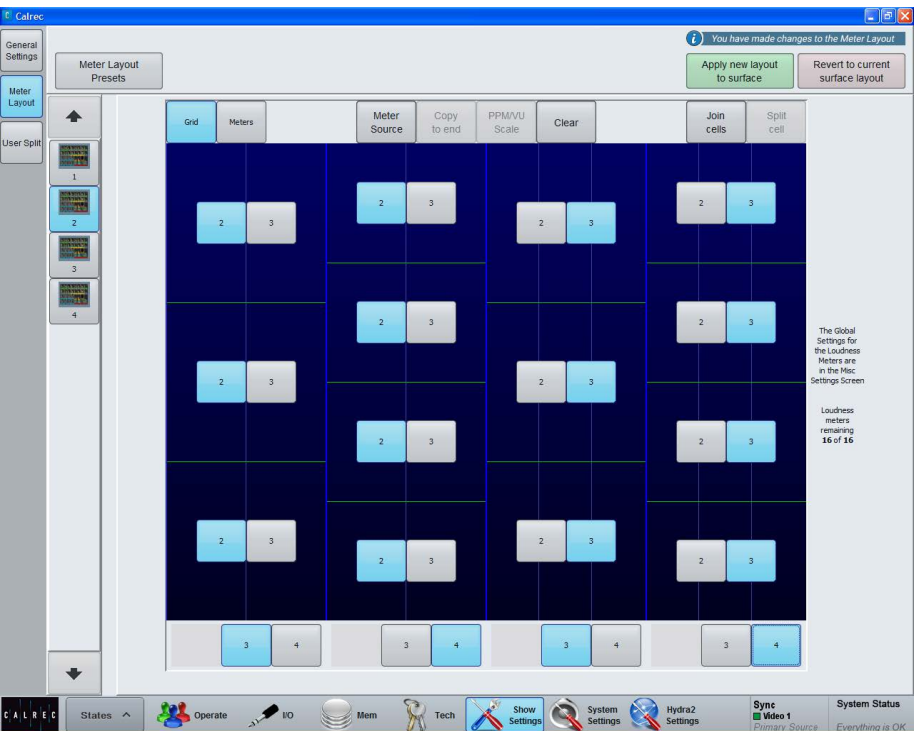 Calrec
You have made changes to the Meter Layout
General
Settings
Meter
Layout
User Split
Meter Layout
Presets
Apply new layout
to surface
Revert to current
surface layout
1
2
3
4
Grid
Meters
Meter
Source
Copy
to end
PPM/VU
Scale
Clear
Join
cells
Split
cell
2 3 2 3
2 3 2 3
2 3 2 3
2 3 2 3
2 3 2 3
2 3 2 3
2 3 2 3
3 4 3 4 3 4 3 4
The Global
Settings for
the Loudness
Meters are
in the Misc
Settings Screen
Loudness
meters
remaining
16 of 16
CALREC
States
Operate
I/O
Mem
Tech
Show
Settings
System
Settings
Hydra2
Settings
Sync
Video 1
Primary Source
System Status
Everything is OK